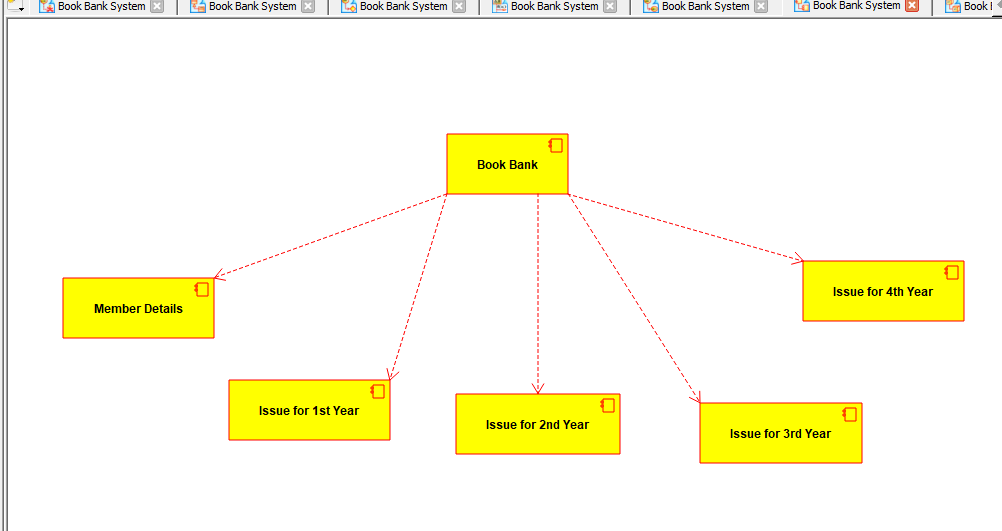 Book Bank System
Book Bank System
Book Bank System
Book Bank System
Book Bank System
Book Bank System
Book
Book Bank
Member Details
Issue for 4th Year
Issue for 1st Year
Issue for 2nd Year
Issue for 3rd Year